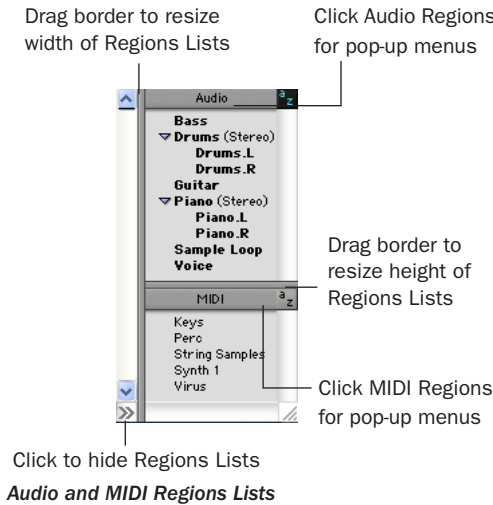 Drag border to resize
width of Regions Lists
Click Audio Regions
for pop-up menus
Audio
a
z
Bass
Drums (Stereo)
Drums.L
Drums.R
Guitar
Piano (Stereo)
Piano.L
Piano.R
Sample Loop
Voice
Drag border to
resize height of
Regions Lists
MIDI
a
z
Keys
Perc
String Samples
Synth 1
Virus
Click MIDI Regions
for pop-up menus
Click to hide Regions Lists
Audio and MIDI Regions Lists